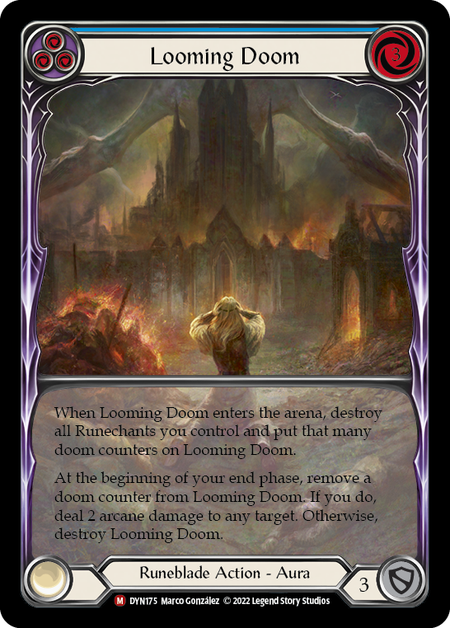 Looming Doom
3
When Looming Doom enters the arena, destroy
all Runechants you control and put that many
doom counters on Looming Doom.
At the beginning of your end phase, remove a
doom counter from Looming Doom. If you do,
deal 2 arcane damage to any target. Otherwise,
destroy Looming Doom.
Runeblade Action - Aura
3
M DYN175 Marco González © 2022 Legend Story Studios